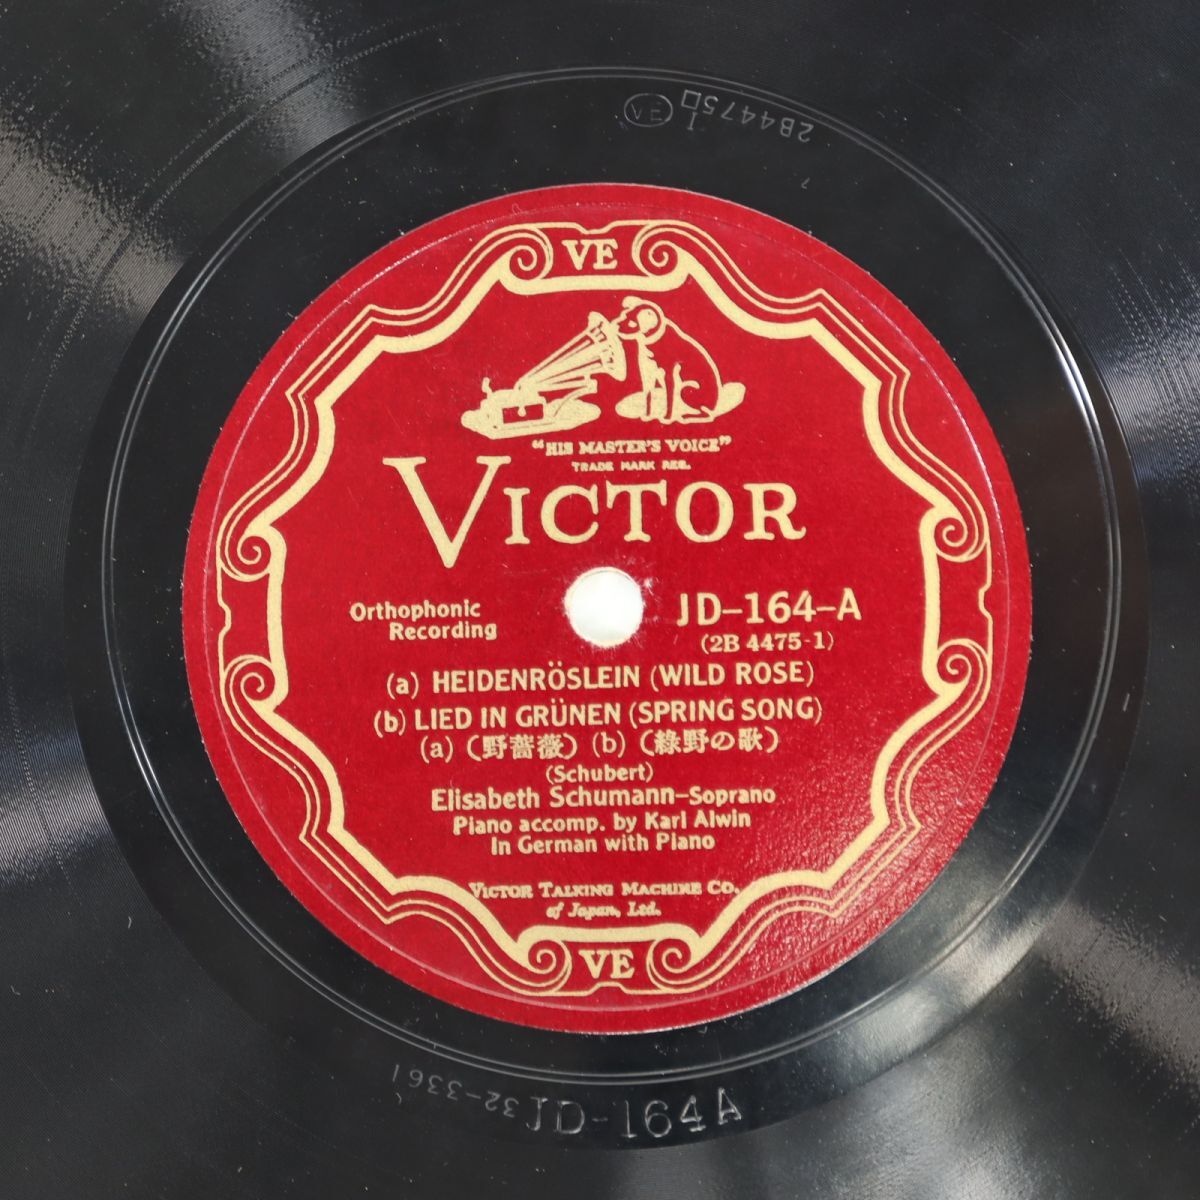 VE
I
2B4475
VE
"HIS MASTER'S VOICE"
TRADE MARK REG.
VICTOR
Orthophonic
Recording
JD-164-A
(2B 4475-1)
(a) HEIDENRÖSLEIN (WILD ROSE)
(b) LIED IN GRÜNEN (SPRING SONG)
(a) (野薔薇) (b) (綠野の歌)
(Schubert)
Elisabeth Schumann-Soprano
Piano accomp. by Karl Alwin
In German with Piano
VICTOR TALKING MACHINE CO.
of Japan, Ltd.
VE
32-3361
JD-164A